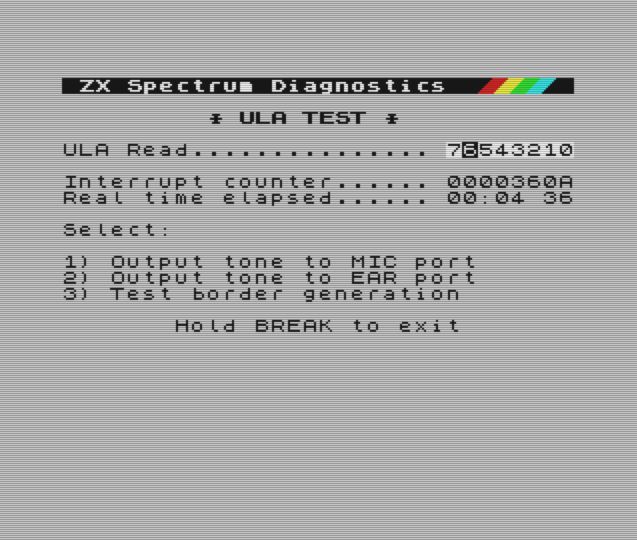 ZX Spectrum Diagnostics
* ULA TEST *
ULA Read............... 76543210
Interrupt counter...... 0000360A
Real time elapsed...... 00:04 36
Select:
1) Output tone to MIC port
2) Output tone to EAR port
3) Test border generation
Hold BREAK to exit